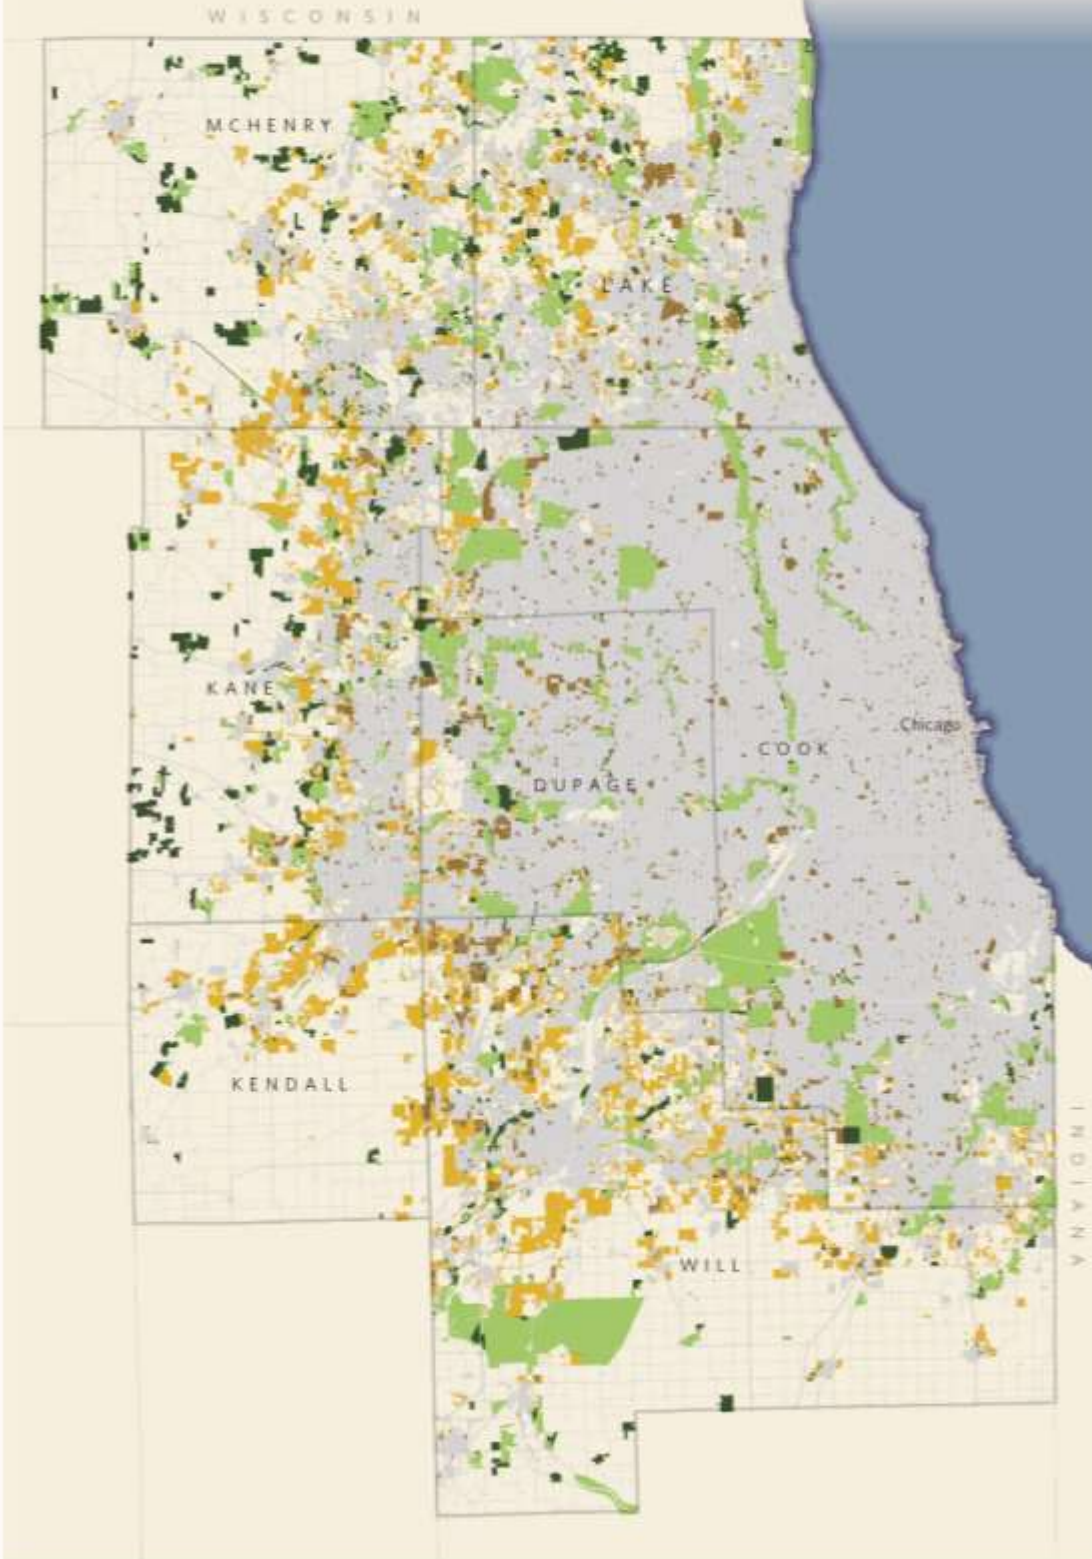 WISCONSIN
MCHENRY
LAKE
KANE
Chicago
COOK
DUPAGE
KENDALL
INDIANA
WILL